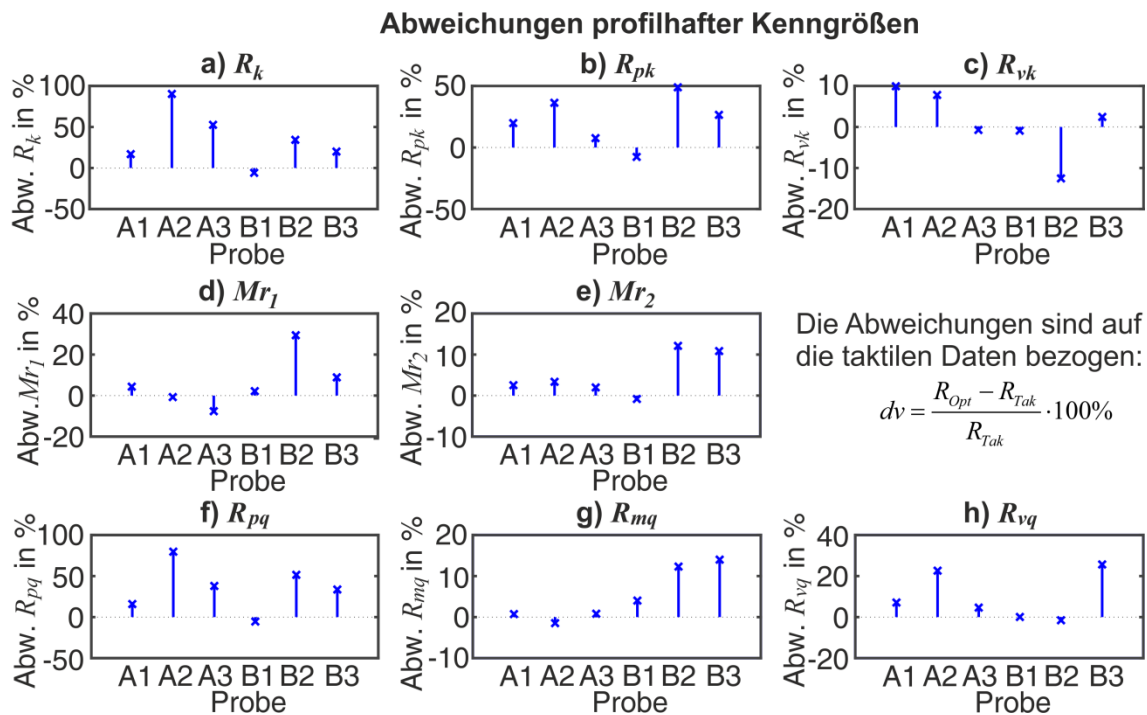 Abweichungen profilhafter Kenngrößen
a) Rk
Abw. Rk in %
100
50
0
-50
A1 A2 A3 B1 B2 B3
Probe
b) Rpk
Abw. Rpk in %
50
0
-50
A1 A2 A3 B1 B2 B3
Probe
c) Rvk
Abw. Rvk in %
10
0
-10
-20
A1 A2 A3 B1 B2 B3
Probe
d) Mr1
Abw.Mr1 in %
40
20
0
-20
A1 A2 A3 B1 B2 B3
Probe
e) Mr2
Abw. Mr2 in %
20
10
0
-10
A1 A2 A3 B1 B2 B3
Probe
Die Abweichungen sind auf
die taktilen Daten bezogen:
dv = (ROpt − RTak) / RTak · 100%
f) Rpq
Abw. Rpq in %
100
50
0
-50
A1 A2 A3 B1 B2 B3
Probe
g) Rmq
Abw. Rmq in %
20
10
0
-10
A1 A2 A3 B1 B2 B3
Probe
h) Rvq
Abw. Rvq in %
40
20
0
-20
A1 A2 A3 B1 B2 B3
Probe